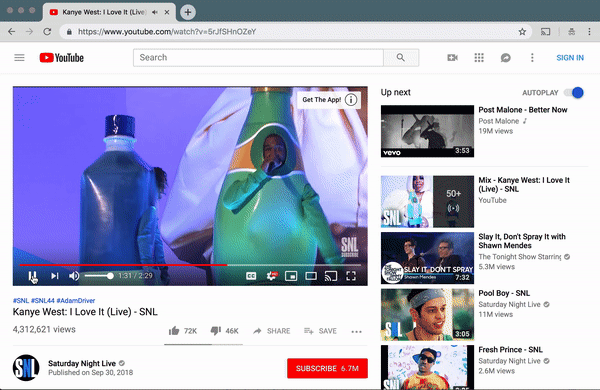 Kanye West: I Love It (Live)
https://www.youtube.com/watch?v=5rJfSHnOZeY
YouTube
Search
SIGN IN
Get The App!
SNL
SUBSCRIBE
1:31 / 2:29
#SNL #SNL44 #AdamDriver
Kanye West: I Love It (Live) - SNL
4,312,621 views
72K
46K
SHARE
SAVE
SNL
Saturday Night Live
Published on Sep 30, 2018
SUBSCRIBE 6.7M
Up next
AUTOPLAY
vevo
3:53
Post Malone - Better Now
Post Malone
19M views
SNL
50+
Mix - Kanye West: I Love It
(Live) - SNL
YouTube
SLAY IT, DON'T SPRAY
Shawn Mendes
7:32
Slay It, Don't Spray It with
Shawn Mendes
The Tonight Show Starring
5.3M views
SNL
3:05
Pool Boy - SNL
Saturday Night Live
11M views
Fresh Prince - SNL
Saturday Night Live
2.6M views